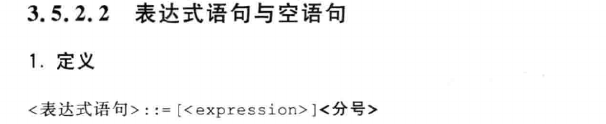 3.5.2.2 表达式语句与空语句
1. 定义
<表达式语句>::=[<expression>]<分号>